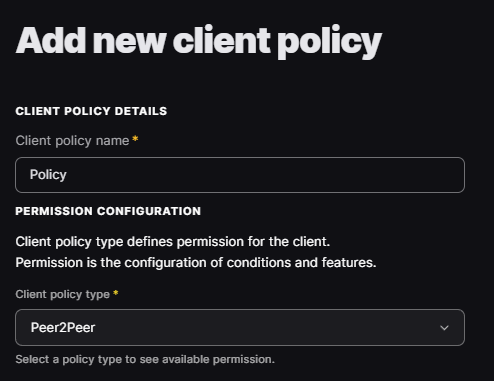 Add new client policy
CLIENT POLICY DETAILS
Client policy name *
Policy
PERMISSION CONFIGURATION
Client policy type defines permission for the client.
Permission is the configuration of conditions and features.
Client policy type *
Peer2Peer
Select a policy type to see available permission.